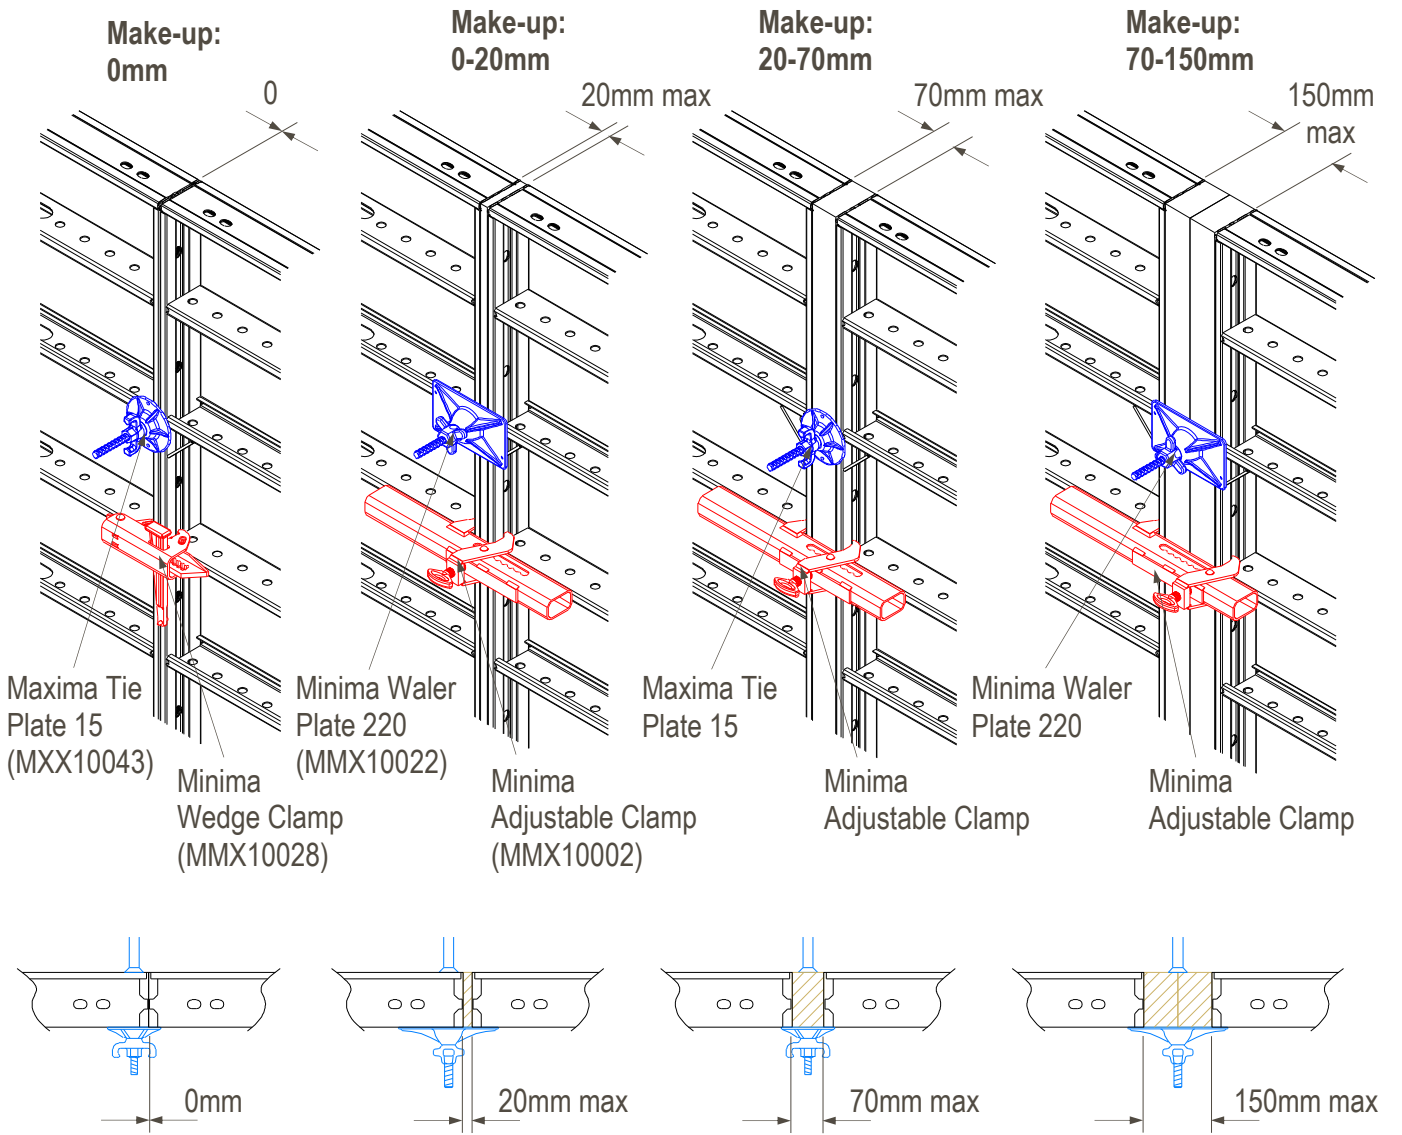 Make-up:
0mm
Make-up:
0-20mm
Make-up:
20-70mm
Make-up:
70-150mm
0
20mm max
70mm max
150mm
max
Maxima Tie
Plate 15
(MXX10043)
Minima
Wedge Clamp
(MMX10028)
Minima Waler
Plate 220
(MMX10022)
Minima
Adjustable Clamp
(MMX10002)
Maxima Tie
Plate 15
Minima
Adjustable Clamp
Minima Waler
Plate 220
Minima
Adjustable Clamp
0mm
20mm max
70mm max
150mm max